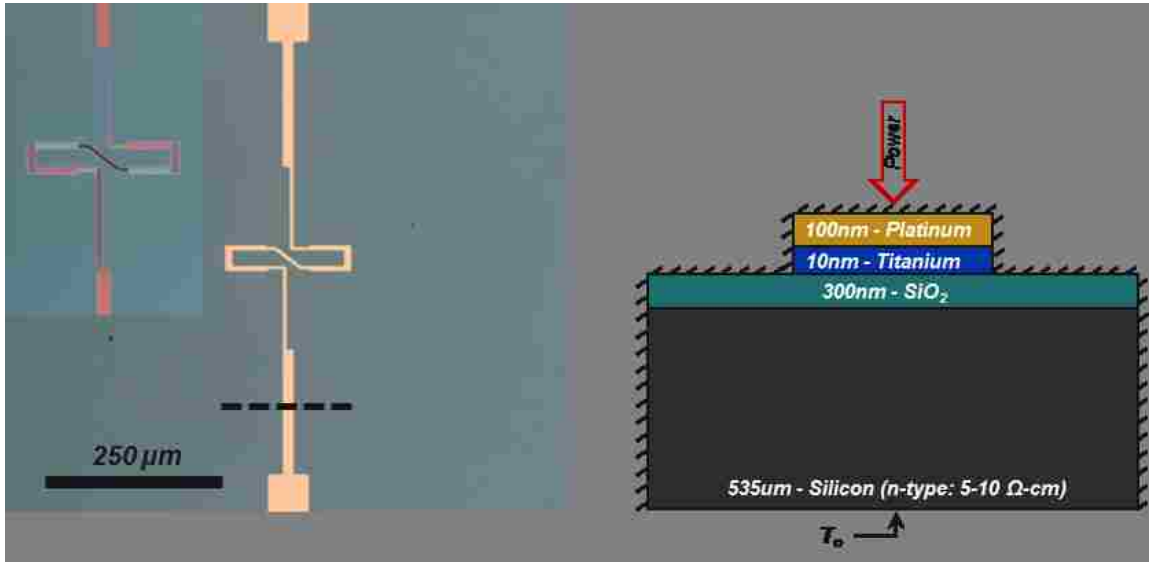 250 μm
Power
100nm - Platinum
10nm - Titanium
300nm - SiO₂
535um - Silicon (n-type: 5-10 Ω-cm)
Tₒ